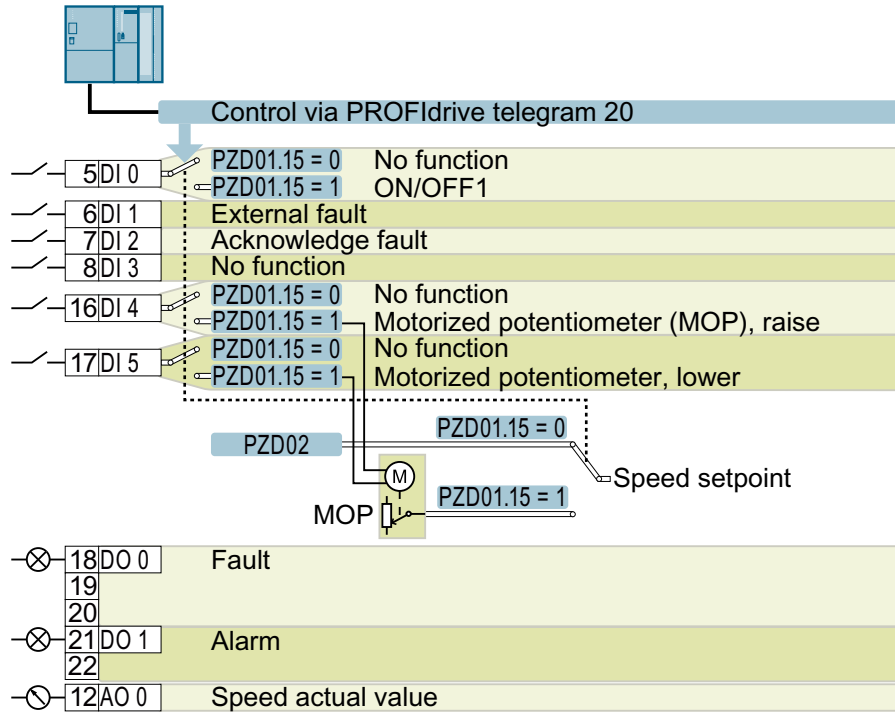 Control via PROFIdrive telegram 20
5 DI 0 PZD01.15 = 0 No function
PZD01.15 = 1 ON/OFF1
6 DI 1 External fault
7 DI 2 Acknowledge fault
8 DI 3 No function
16 DI 4 PZD01.15 = 0 No function
PZD01.15 = 1 Motorized potentiometer (MOP), raise
17 DI 5 PZD01.15 = 0 No function
PZD01.15 = 1 Motorized potentiometer, lower
PZD02 PZD01.15 = 0
M Speed setpoint
PZD01.15 = 1
MOP
18 DO 0 Fault
19
20
21 DO 1 Alarm
22
12 AO 0 Speed actual value